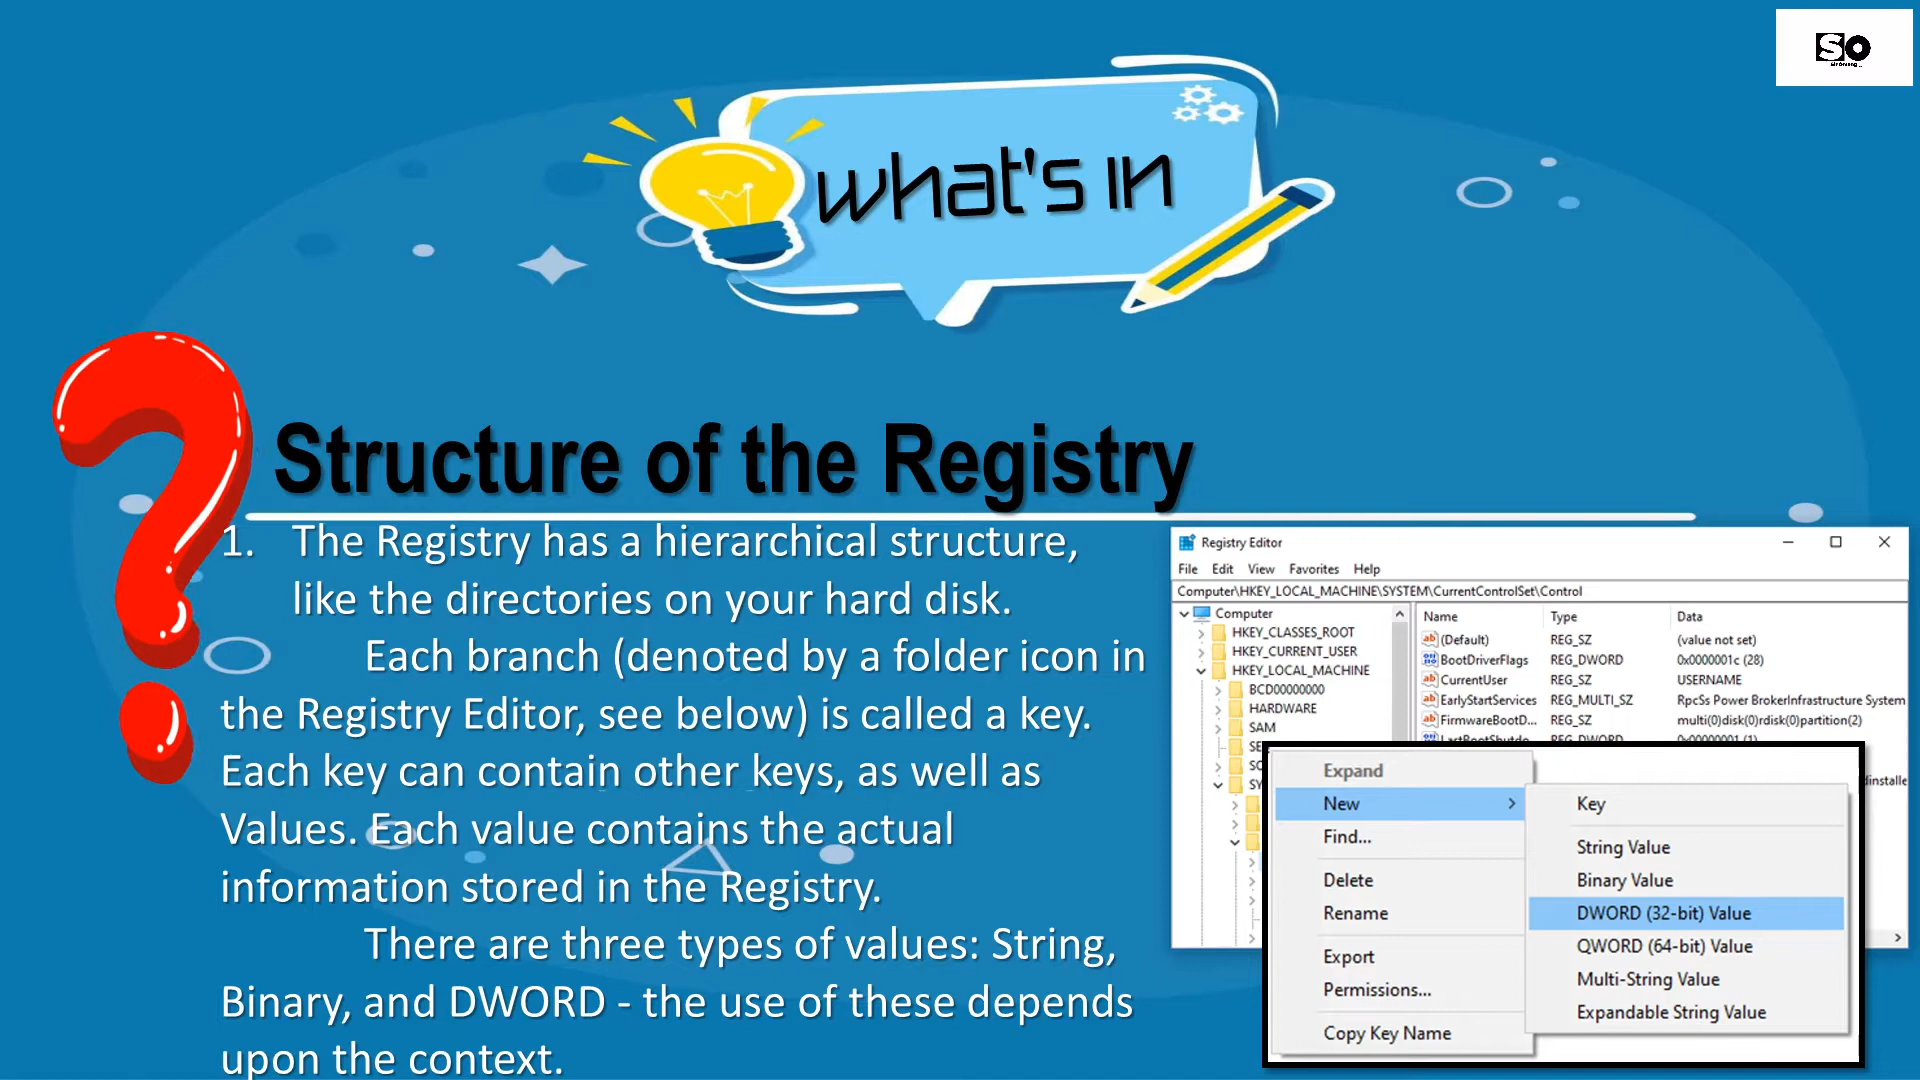 SO
what's in
Structure of the Registry
1. The Registry has a hierarchical structure,
like the directories on your hard disk.
Each branch (denoted by a folder icon in
the Registry Editor, see below) is called a key.
Each key can contain other keys, as well as
Values. Each value contains the actual
information stored in the Registry.
There are three types of values: String,
Binary, and DWORD - the use of these depends
upon the context.
Registry Editor
File Edit View Favorites Help
Computer\HKEY_LOCAL_MACHINE\SYSTEM\CurrentControlSet\Control
Computer
HKEY_CLASSES_ROOT
HKEY_CURRENT_USER
HKEY_LOCAL_MACHINE
BCD00000000
HARDWARE
SAM
Name Type Data
(Default) REG_SZ (value not set)
BootDriverFlags REG_DWORD 0x0000001c (28)
CurrentUser REG_SZ USERNAME
EarlyStartServices REG_MULTI_SZ RpcSs Power BrokerInfrastructure System
FirmwareBootD... REG_SZ multi(0)disk(0)rdisk(0)partition(2)
Expand
New
Find...
Delete
Rename
Export
Permissions...
Copy Key Name
Key
String Value
Binary Value
DWORD (32-bit) Value
QWORD (64-bit) Value
Multi-String Value
Expandable String Value